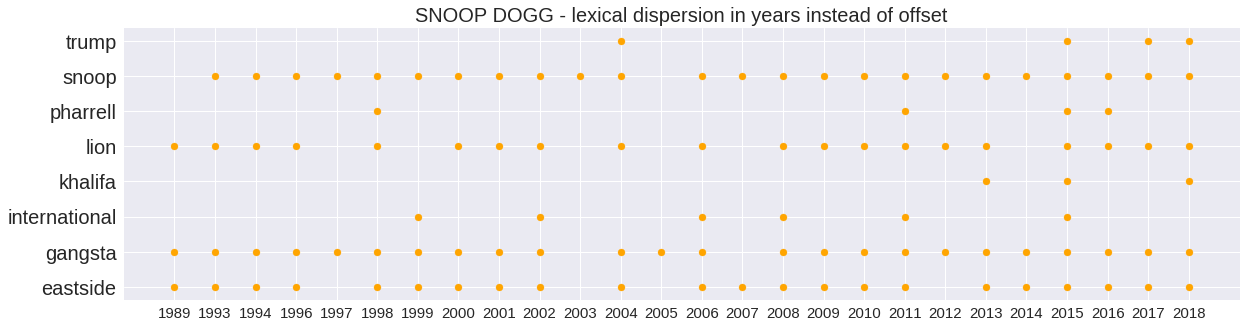 SNOOP DOGG - lexical dispersion in years instead of offset
trump
snoop
pharrell
lion
khalifa
international
gangsta
eastside
1989 1993 1994 1996 1997 1998 1999 2000 2001 2002 2003 2004 2005 2006 2007 2008 2009 2010 2011 2012 2013 2014 2015 2016 2017 2018